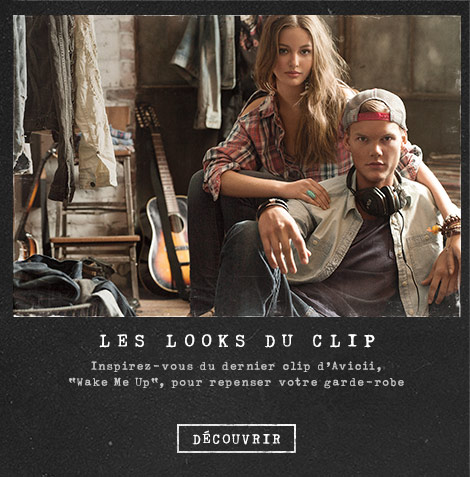 LES LOOKS DU CLIP
Inspirez-vous du dernier clip d'Avicii,
"Wake Me Up", pour repenser votre garde-robe
DÉCOUVRIR